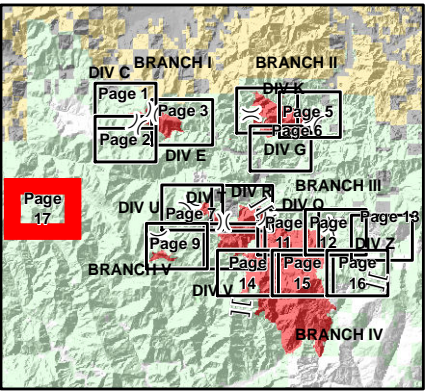 BRANCH I
BRANCH II
DIV C
DIV K
Page 1
Page 3
Page 5
Page 6
Page 2
DIV E
DIV G
Page
17
DIV R
BRANCH III
DIV U
DIV Q
Page 7
Page
11
Page
12
Page 13
Page 9
DIV Z
BRANCH V
Page
14
Page
15
Page
16
DIV V
BRANCH IV